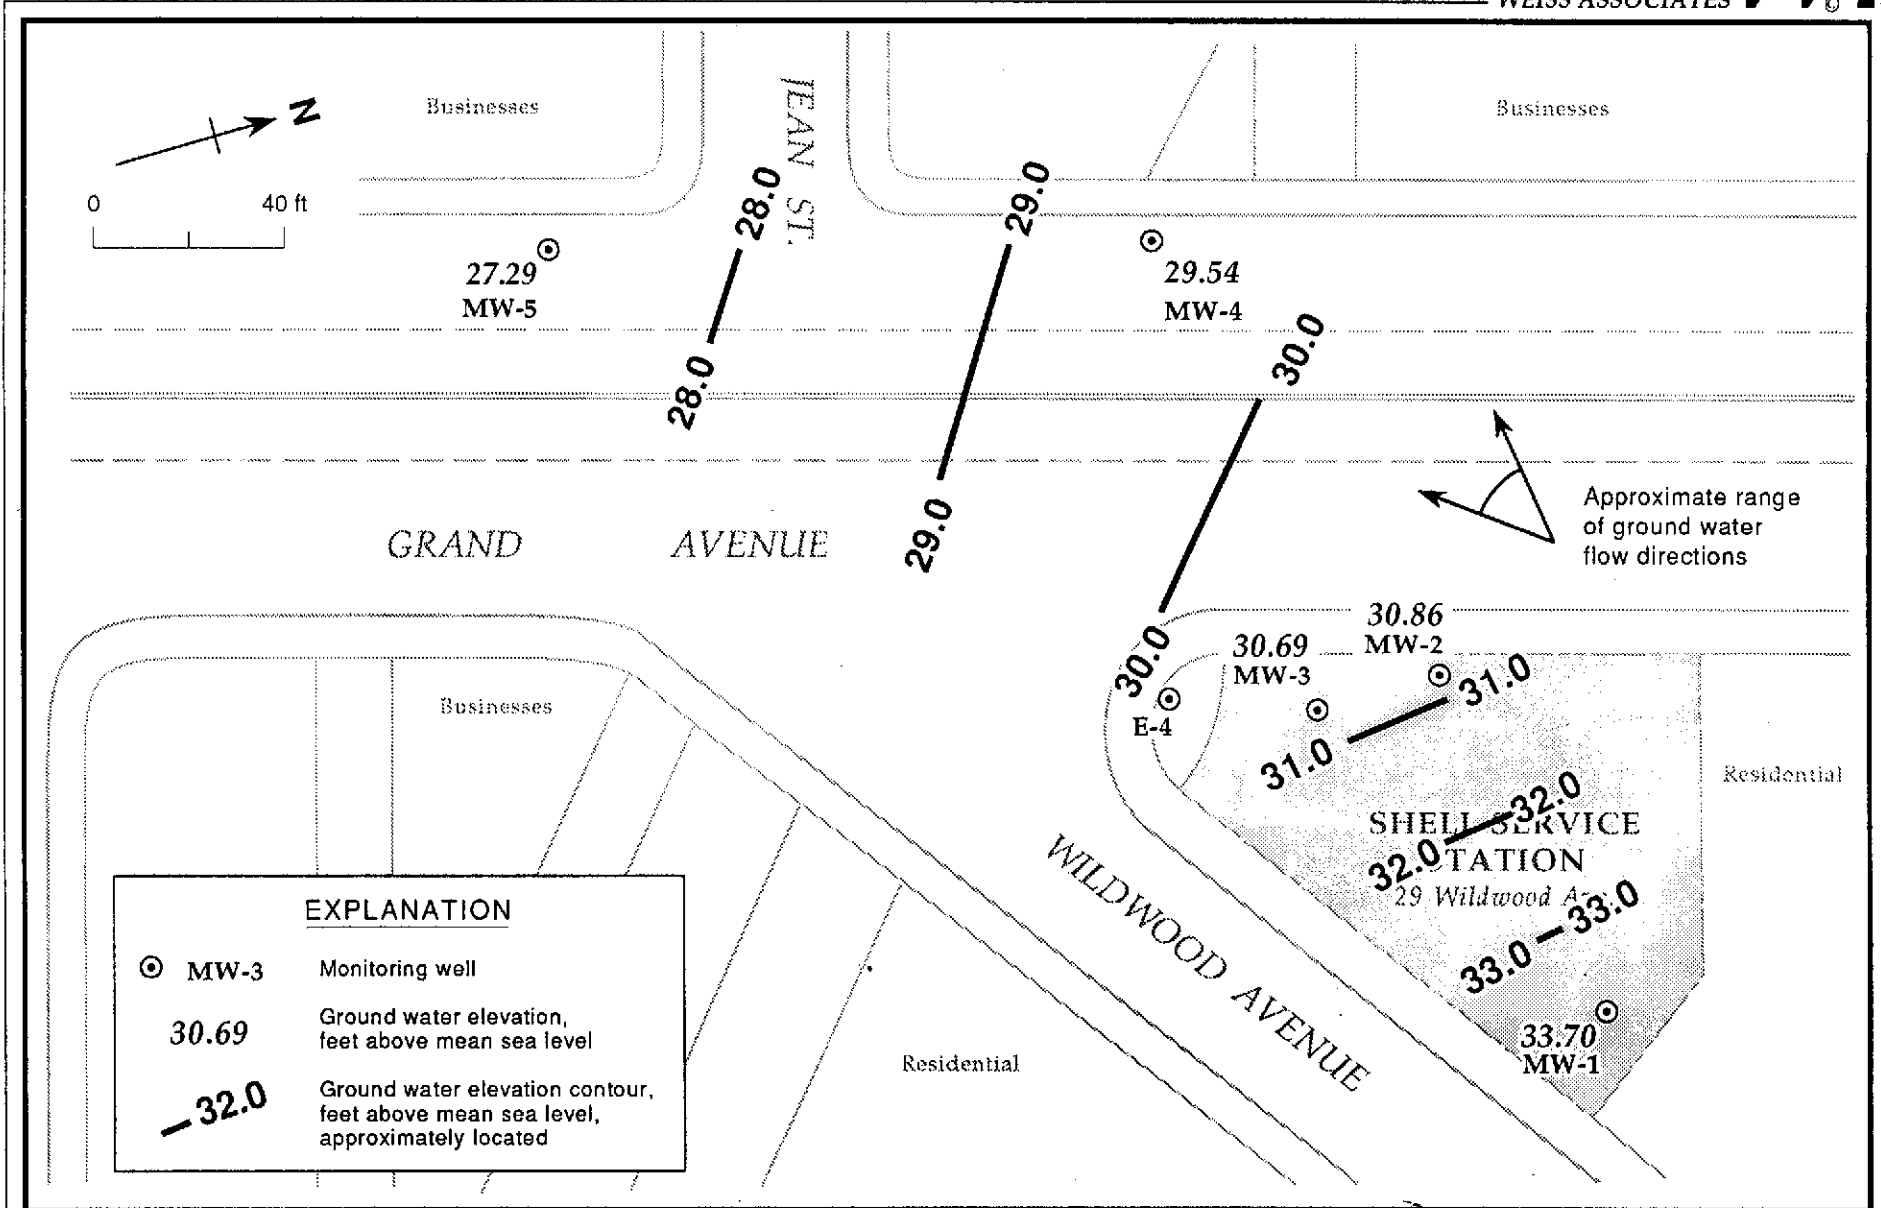 WEISS ASSOCIATES
©
N
Businesses
JEAN ST.
Businesses
0 40 ft
28.0
29.0
27.29
MW-5
29.54
MW-4
30.0
28.0
29.0
Approximate range
of ground water
flow directions
GRAND AVENUE
30.86
MW-2
30.69
MW-3
30.0
31.0
E-4
31.0
Businesses
Residential
32.0
SHELL SERVICE
STATION
32.0
29 Wildwood
33.0
33.0
WILDWOOD AVENUE
33.70
MW-1
Residential
EXPLANATION
MW-3 Monitoring well
30.69 Ground water elevation,
feet above mean sea level
32.0 Ground water elevation contour,
feet above mean sea level,
approximately located